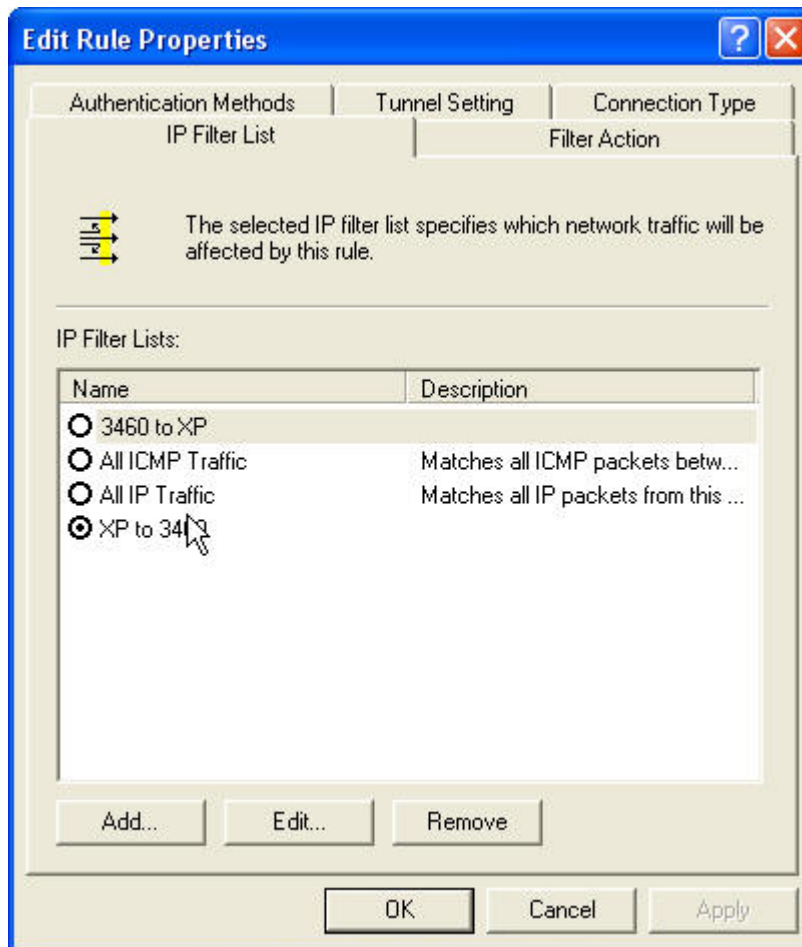 Edit Rule Properties
Authentication Methods Tunnel Setting Connection Type
IP Filter List Filter Action
The selected IP filter list specifies which network traffic will be
affected by this rule.
IP Filter Lists:
Name Description
3460 to XP
All ICMP Traffic Matches all ICMP packets betw...
All IP Traffic Matches all IP packets from this ...
XP to
Add... Edit... Remove
OK Cancel Apply